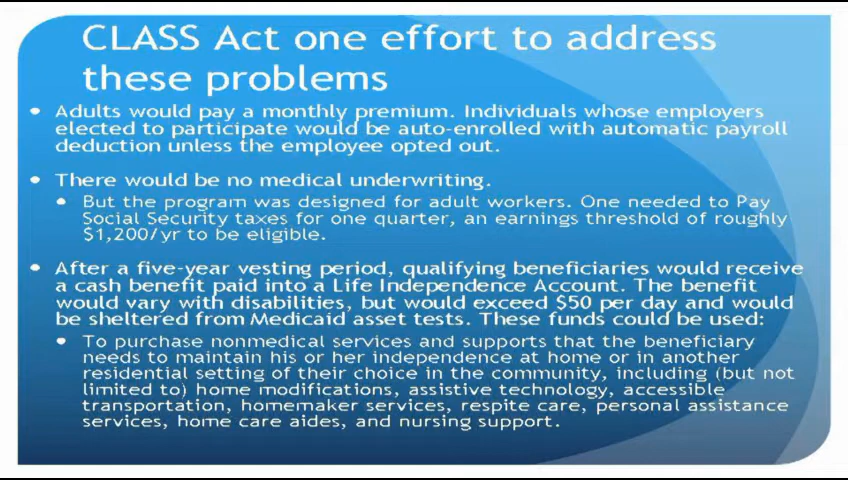 CLASS Act one effort to address
these problems
• Adults would pay a monthly premium. Individuals whose employers
elected to participate would be auto-enrolled with automatic payroll
deduction unless the employee opted out.
• There would be no medical underwriting.
• But the program was designed for adult workers. One needed to Pay
Social Security taxes for one quarter, an earnings threshold of roughly
$1,200/yr to be eligible.
• After a five-year vesting period, qualifying beneficiaries would receive
a cash benefit paid into a Life Independence Account. The benefit
would vary with disabilities, but would exceed $50 per day and would
be sheltered from Medicaid asset tests. These funds could be used:
• To purchase nonmedical services and supports that the beneficiary
needs to maintain his or her independence at home or in another
residential setting of their choice in the community, including (but not
limited to) home modifications, assistive technology, accessible
transportation, homemaker services, respite care, personal assistance
services, home care aides, and nursing support.